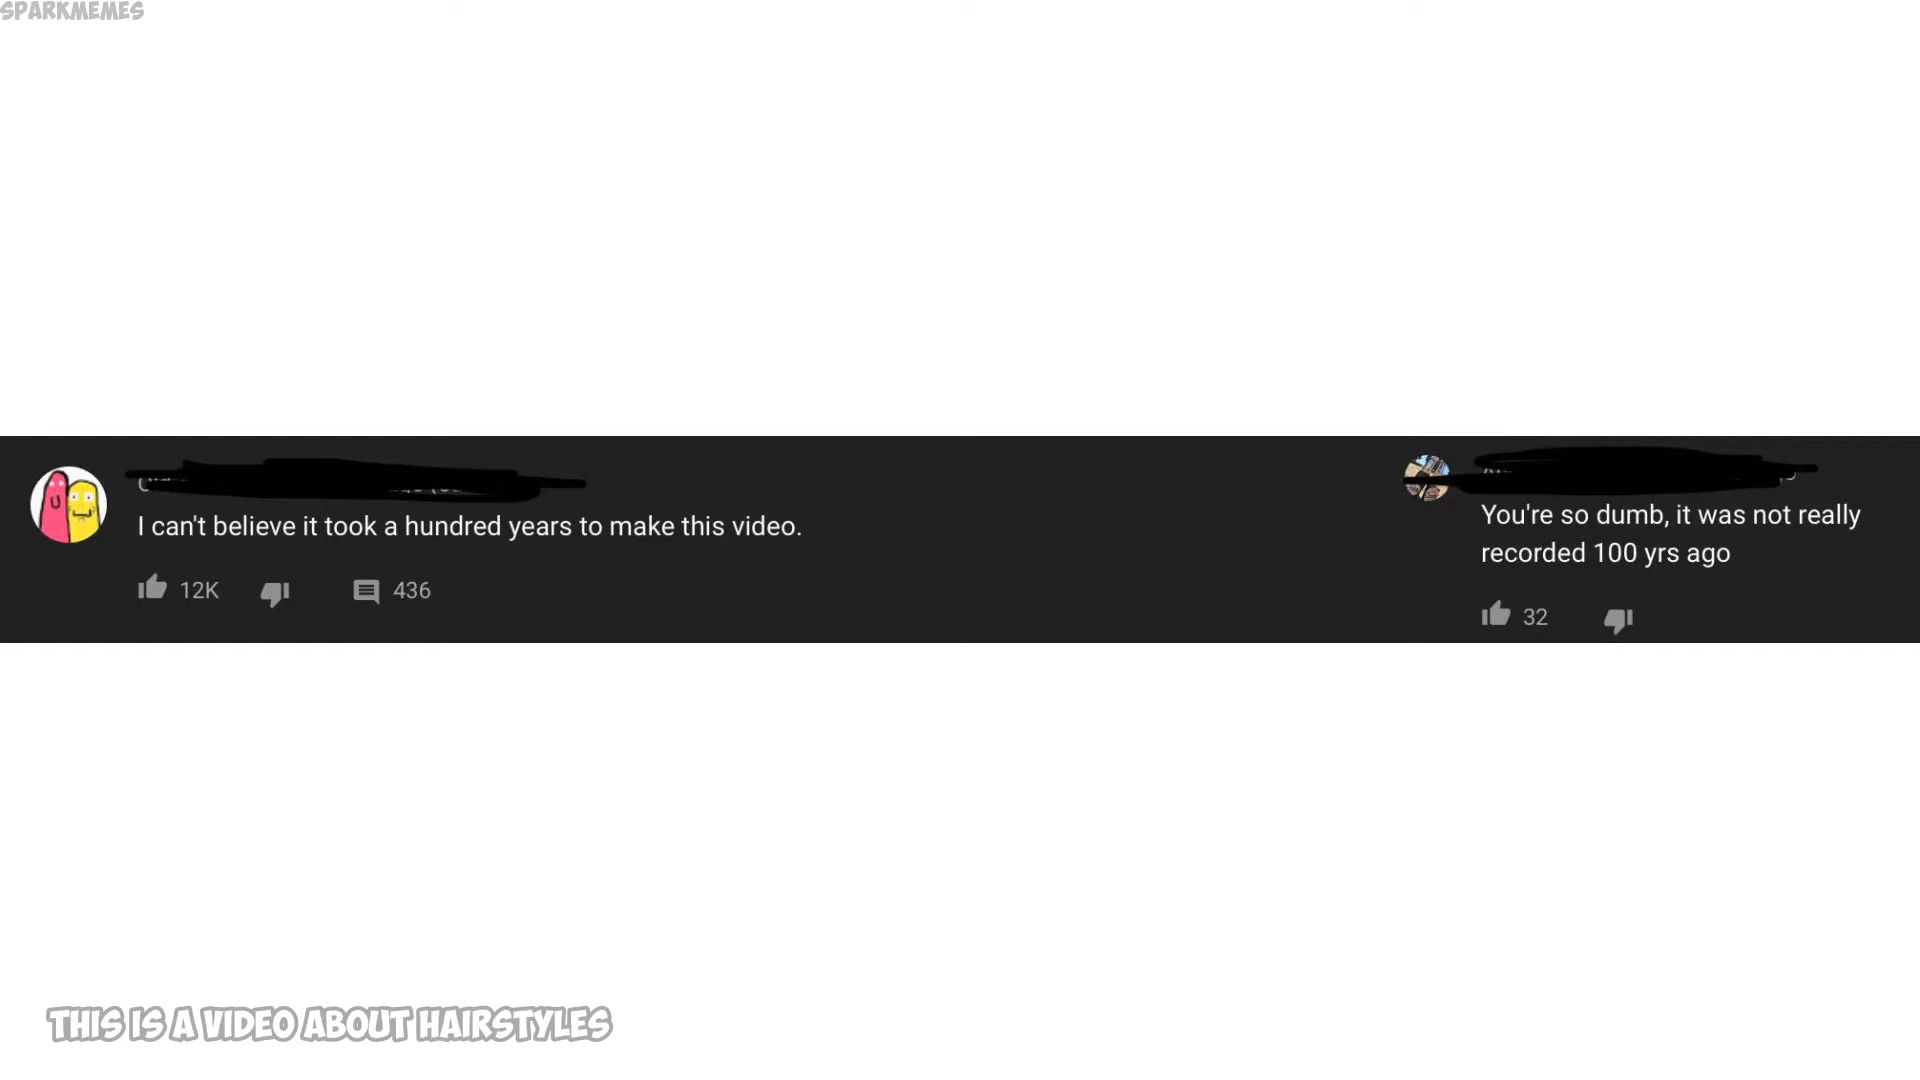 SPARKMEMES
I can't believe it took a hundred years to make this video.
12K 436
You're so dumb, it was not really
recorded 100 yrs ago
32
THIS IS A VIDEO ABOUT HAIRSTYLES